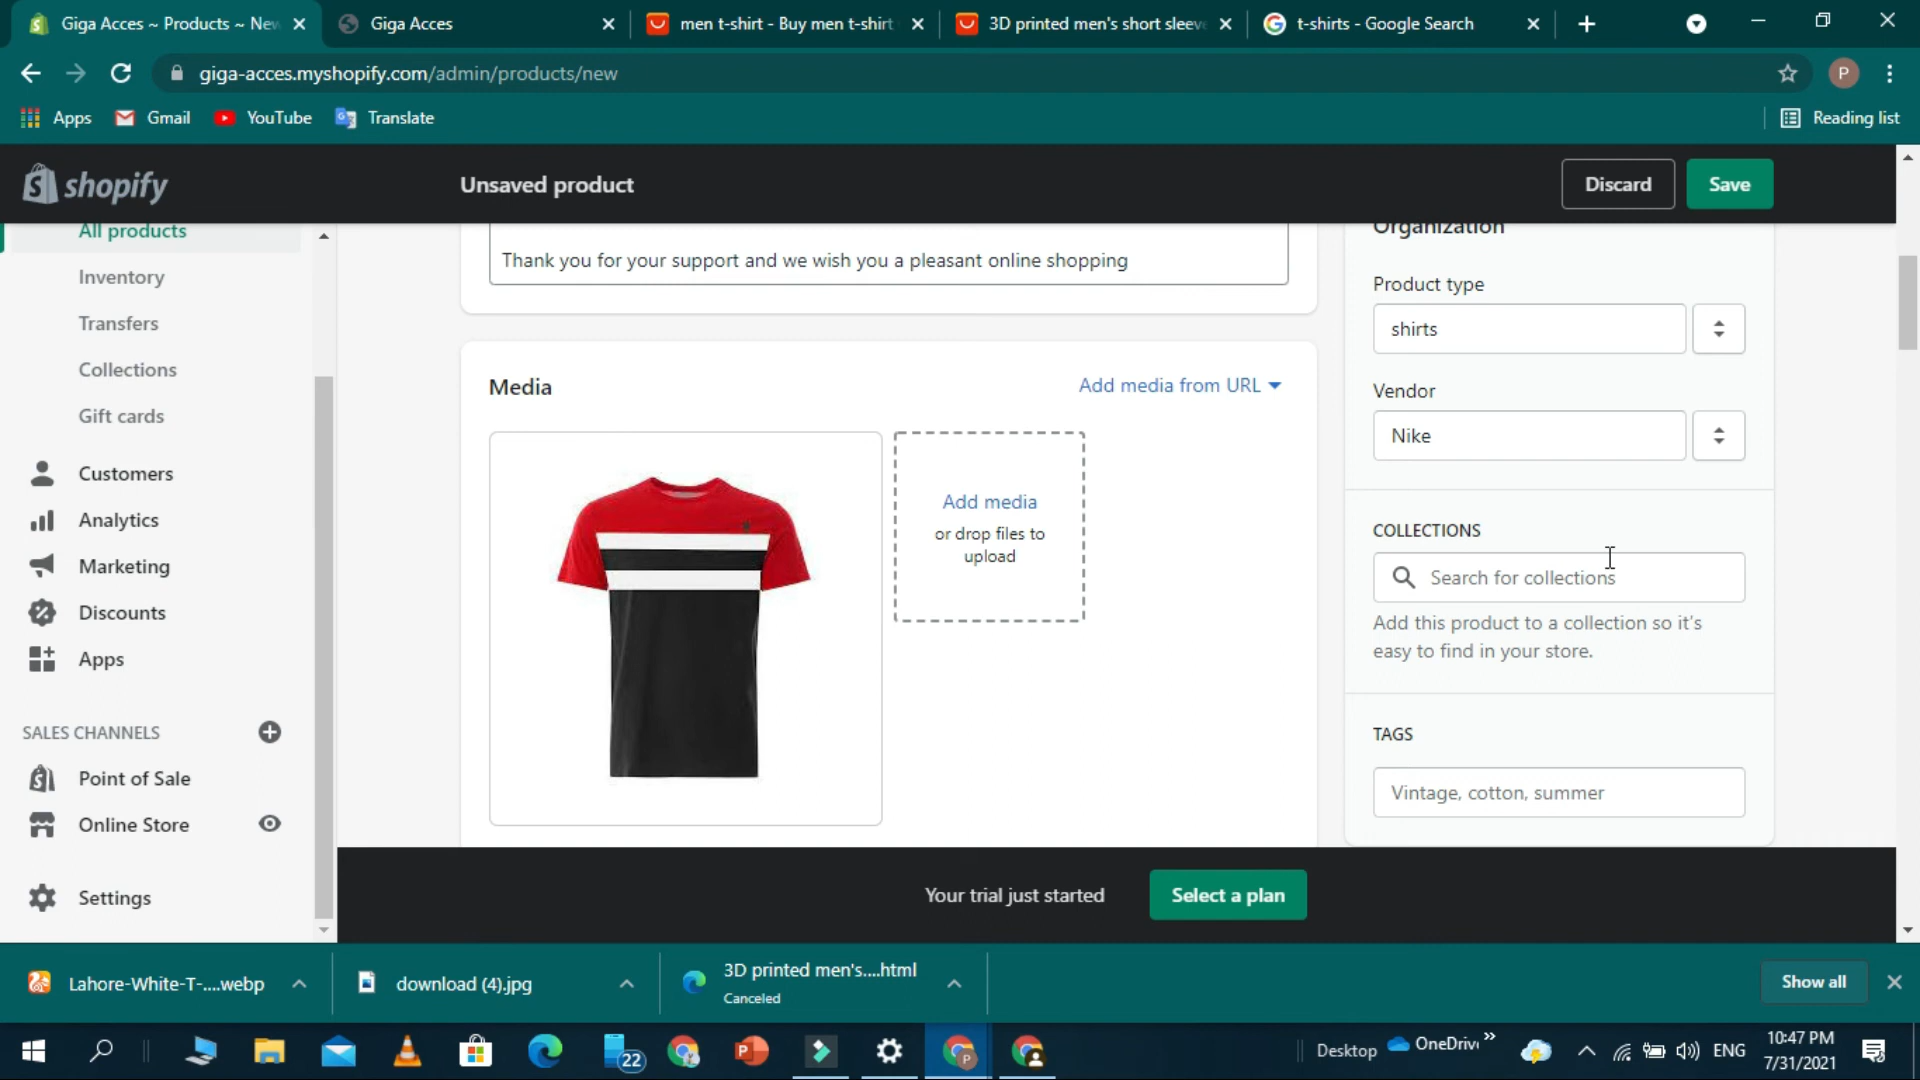 Giga Acces ~ Products ~ New
Giga Acces
men t-shirt - Buy men t-shirt
3D printed men's short sleeve
t-shirts - Google Search
giga-acces.myshopify.com/admin/products/new
P
Apps
Gmail
YouTube
Translate
Reading list
shopify
Unsaved product
Discard
Save
All products
Inventory
Transfers
Collections
Gift cards
Customers
Analytics
Marketing
Discounts
Apps
SALES CHANNELS
Point of Sale
Online Store
Settings
Thank you for your support and we wish you a pleasant online shopping
Media
Add media from URL
Add media
or drop files to
upload
Organization
Product type
shirts
Vendor
Nike
COLLECTIONS
Search for collections
Add this product to a collection so it's
easy to find in your store.
TAGS
Vintage, cotton, summer
Your trial just started
Select a plan
Lahore-White-T-....webp
download (4).jpg
3D printed men's....html
Canceled
Show all
22
Desktop
OneDrive
ENG
10:47 PM
7/31/2021